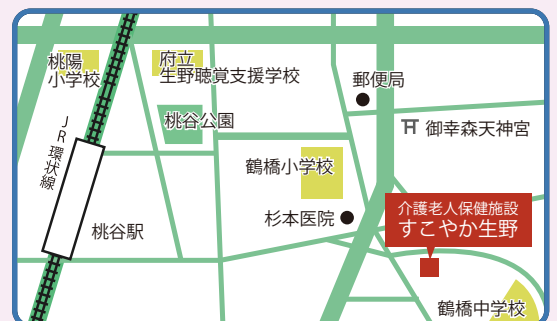 桃陽
小学校
府立
生野聴覚支援学校
郵便局
桃谷公園
御幸森天神宮
JR環状線
鶴橋小学校
介護老人保健施設
すこやか生野
杉本医院
桃谷駅
鶴橋中学校